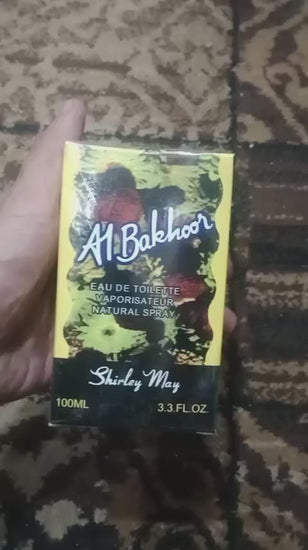 Al Bakhoor
EAU DE TOILETTE
VAPORISATEUR
NATURAL SPRAY
Shirley May
100ML 3.3.FL.OZ.